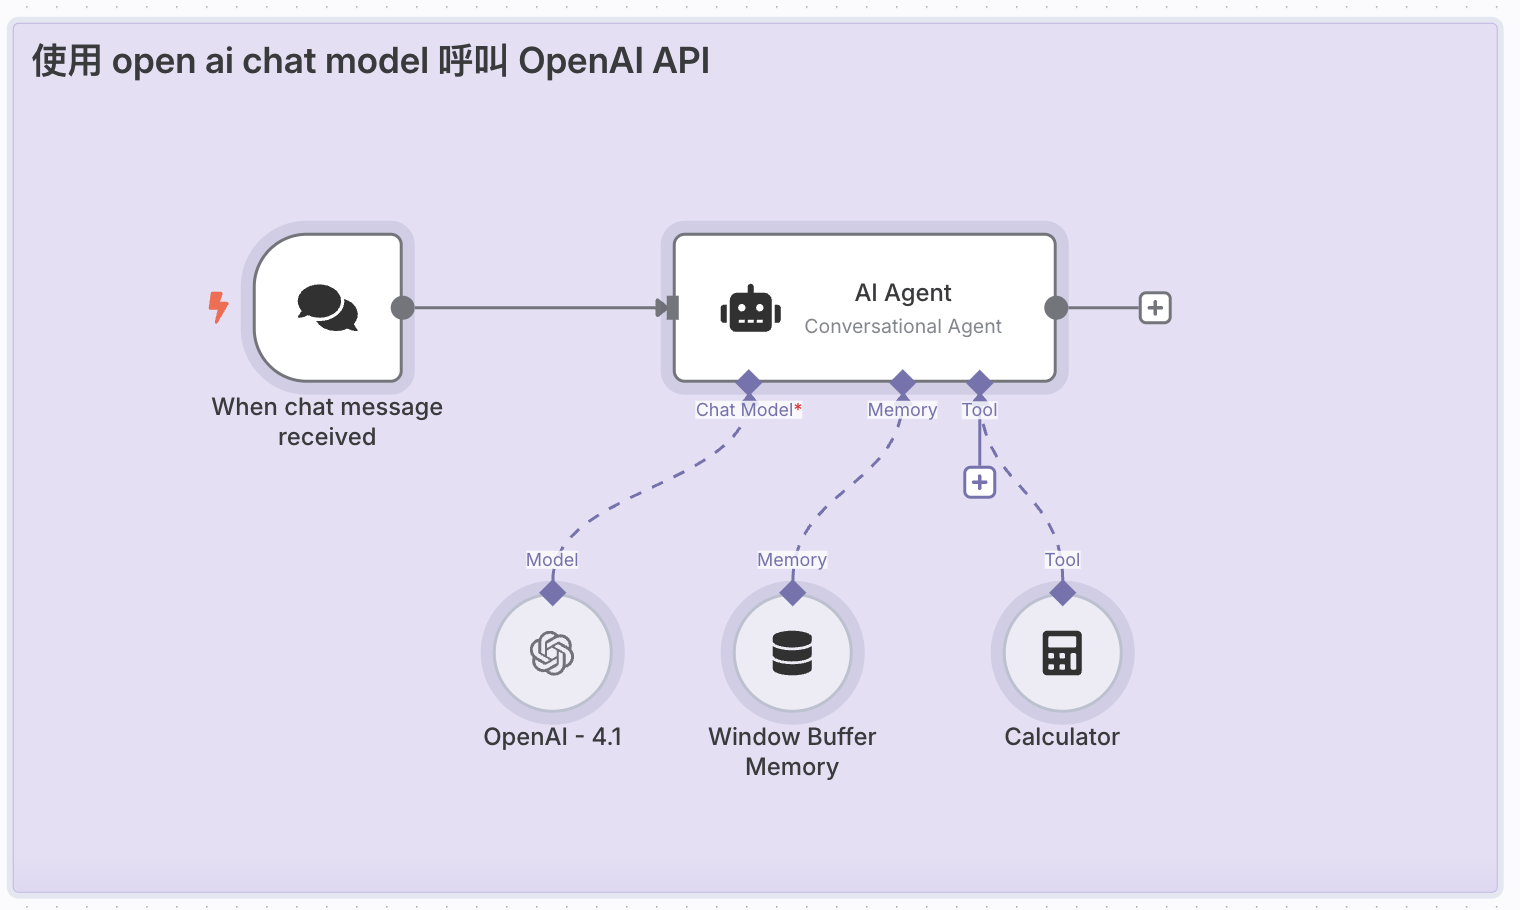 使用 open ai chat model 呼叫 OpenAI API
AI Agent
Conversational Agent
When chat message
received
Chat Model*
Memory
Tool
Model
Memory
Tool
OpenAI - 4.1
Window Buffer
Memory
Calculator